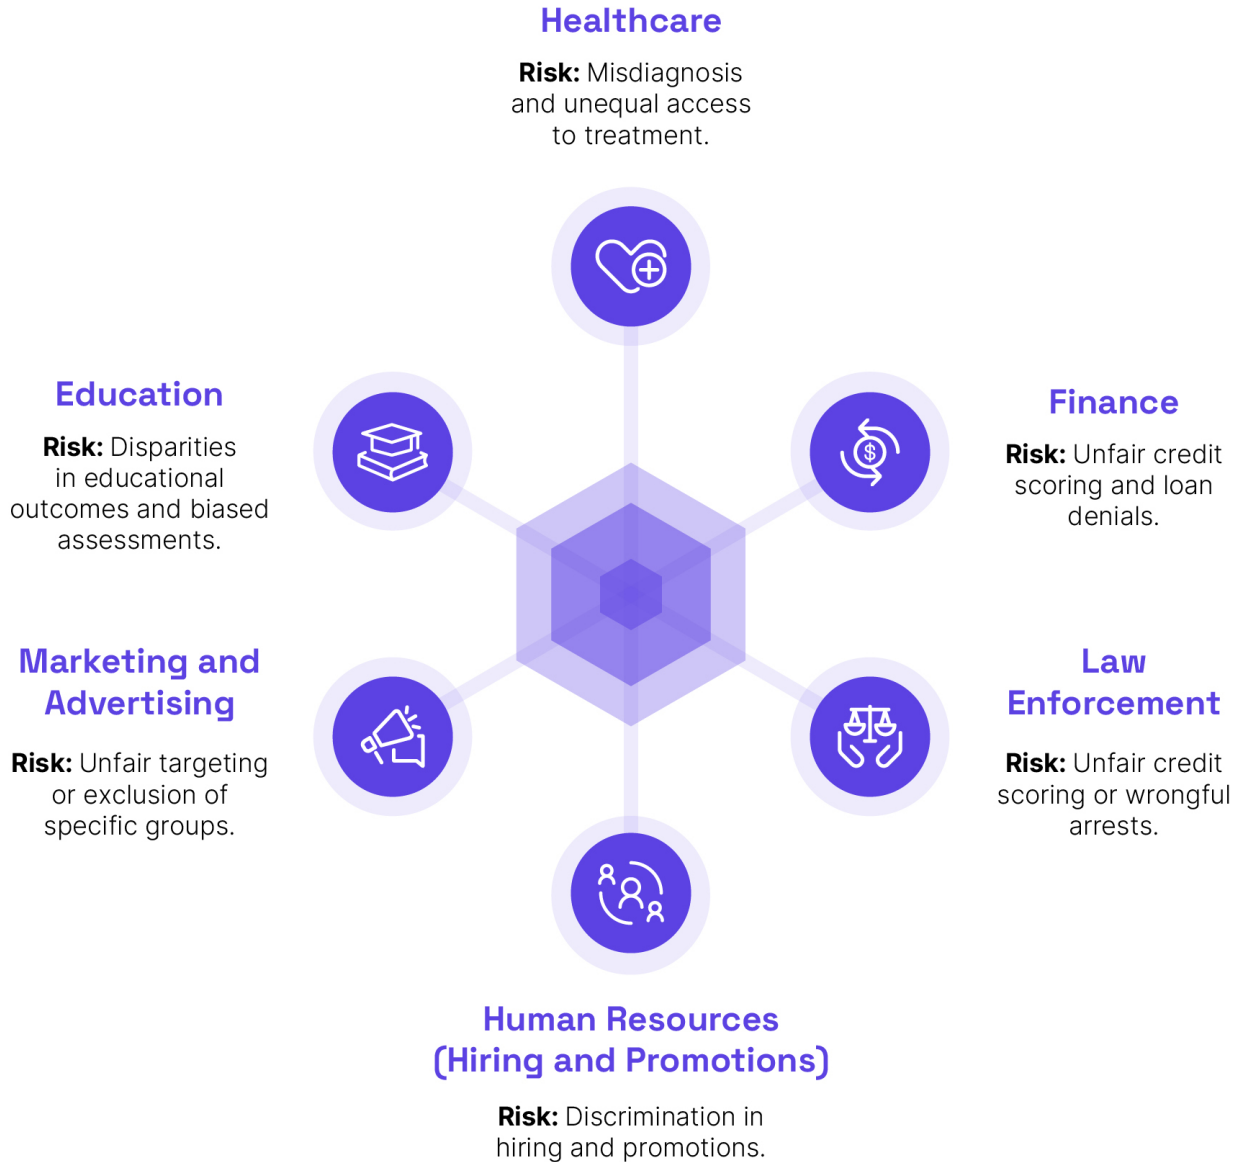 Healthcare
Risk: Misdiagnosis
and unequal access
to treatment.
Education
Risk: Disparities
in educational
outcomes and biased
assessments.
Finance
Risk: Unfair credit
scoring and loan
denials.
$
Marketing and
Advertising
Risk: Unfair targeting
or exclusion of
specific groups.
Law
Enforcement
Risk: Unfair credit
scoring or wrongful
arrests.
Human Resources
(Hiring and Promotions)
Risk: Discrimination in
hiring and promotions.